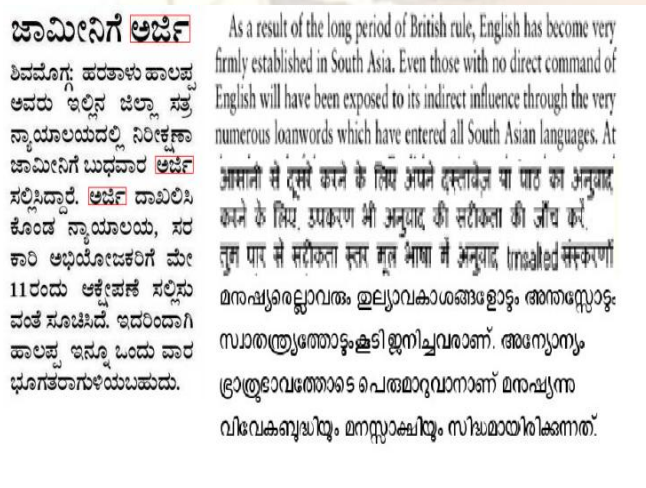 ಜಾಮೀನಿಗೆ ಅರ್ಜಿ
ಶಿವಮೊಗ್ಗ: ಹರತಾಳು ಹಾಲಪ್ಪ
ಅವರು ಇಲ್ಲಿನ ಜಿಲ್ಲಾ ಸತ್ರ
ನ್ಯಾಯಾಲಯದಲ್ಲಿ ನಿರೀಕ್ಷಣಾ
ಜಾಮೀನಿಗೆ ಬುಧವಾರ ಅರ್ಜಿ
ಸಲ್ಲಿಸಿದ್ದಾರೆ. ಅರ್ಜಿ ದಾಖಲಿಸಿ
ಕೊಂಡ ನ್ಯಾಯಾಲಯ, ಸರ
ಕಾರಿ ಅಭಿಯೋಜಕರಿಗೆ ಮೇ
11ರಂದು ಆಕ್ಷೇಪಣೆ ಸಲ್ಲಿಸು
ವಂತೆ ಸೂಚಿಸಿದೆ. ಇದರಿಂದಾಗಿ
ಹಾಲಪ್ಪ ಇನ್ನೂ ಒಂದು ವಾರ
ಭೂಗತರಾಗುಳಿಯಬಹುದು.
As a result of the long period of British rule, English has become very
firmly established in South Asia. Even those with no direct command of
English will have been exposed to its indirect influence through the very
numerous loanwords which have entered all South Asian languages. At
आसानी से दूसरे करने के लिए अपने दस्तावेज़ या पाठ का अनुवाद
करने के लिए. उपकरण भी अनुवाद की सटीकता की जाँच करें.
तुम पार से सटीकता स्तर मूल भाषा में अनुवाद trnsalted संस्करणों
മനുഷ്യരെല്ലാവരും തുല്യാവകാശങ്ങളോടും അന്തസ്സോടും
സ്വാതന്ത്ര്യത്തോടുംകൂടി ജനിച്ചവരാണ്. അന്യോന്യം
ഭ്രാതൃഭാവത്തോടെ പെരുമാറുവാനാണ് മനുഷ്യന്നു
വിവേകബുദ്ധിയും മനസ്സാക്ഷിയും സിദ്ധമായിരിക്കുന്നത്.